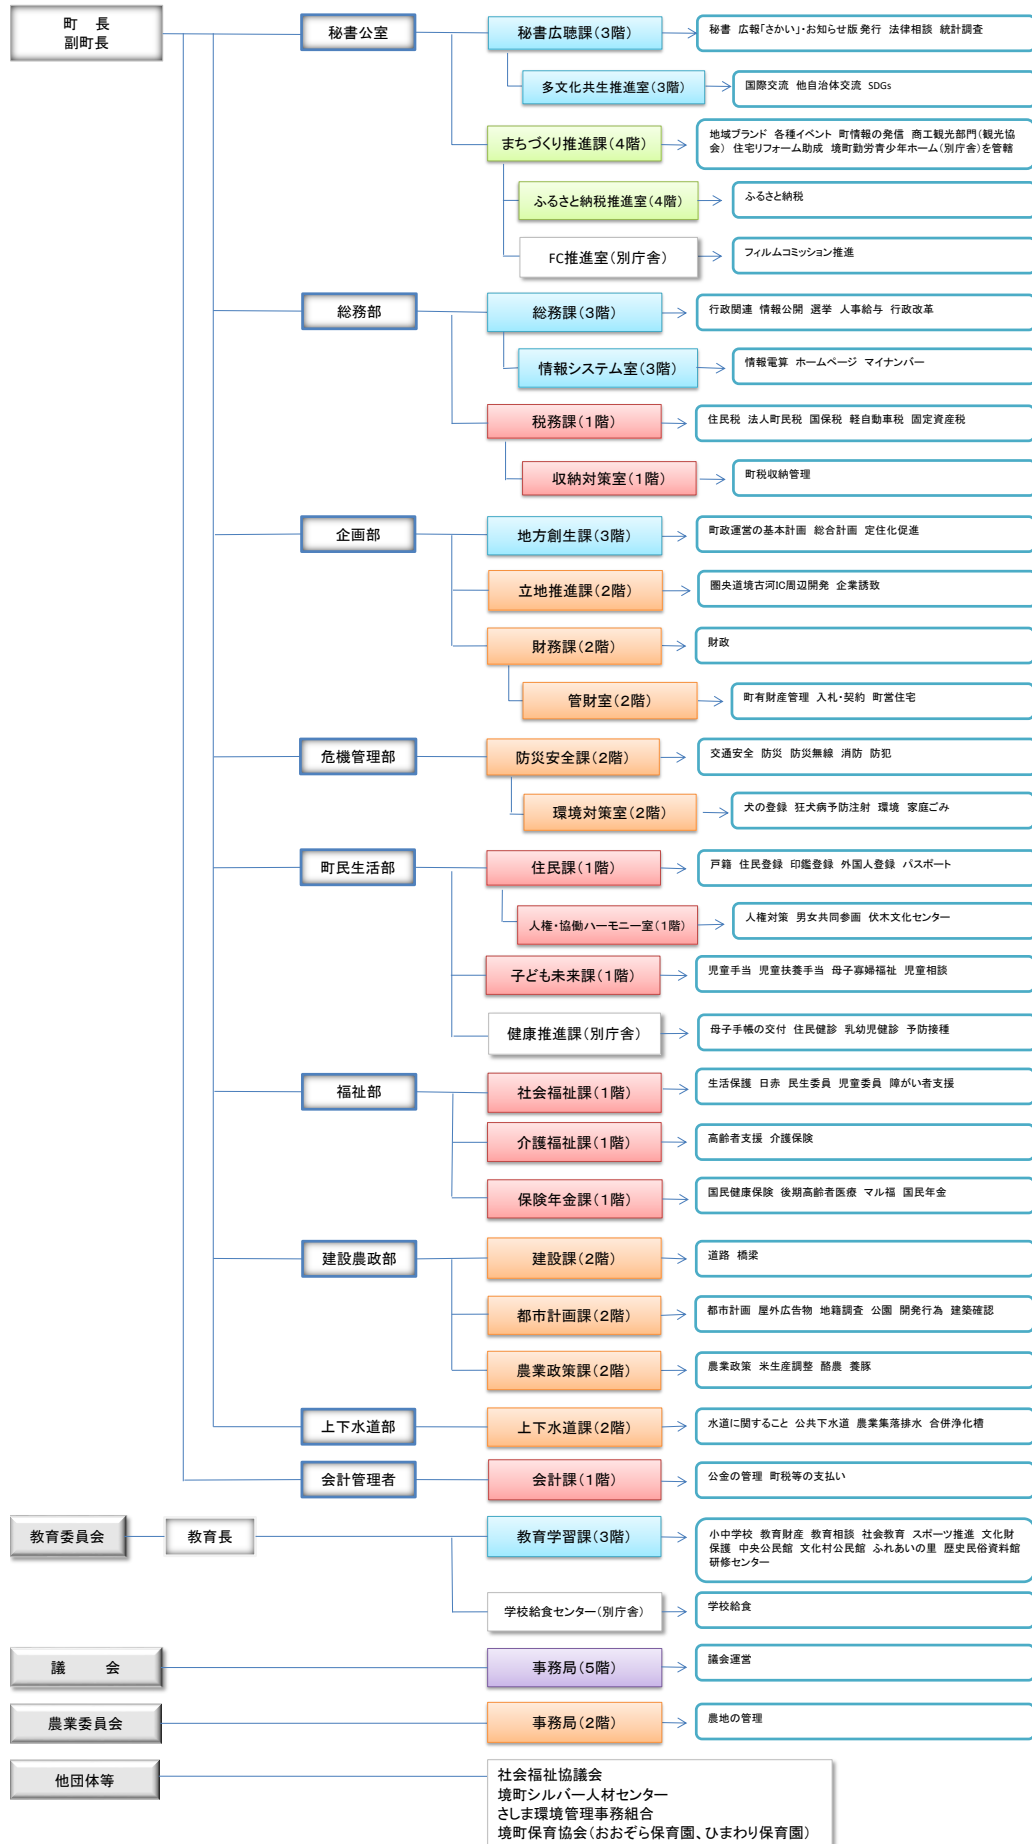 町　長
副町長
秘書公室
秘書広聴課(3階)
秘書 広報「さかい」・お知らせ版発行 法律相談 統計調査
多文化共生推進室(3階)
国際交流 他自治体交流 SDGs
まちづくり推進課(4階)
地域ブランド 各種イベント 町情報の発信 商工観光部門(観光協
会) 住宅リフォーム助成 境町勤労青少年ホーム(別庁舎)を管轄
ふるさと納税推進室(4階)
ふるさと納税
FC推進室(別庁舎)
フィルムコミッション推進
総務部
総務課(3階)
行政関連 情報公開 選挙 人事給与 行政改革
情報システム室(3階)
情報電算 ホームページ マイナンバー
税務課(1階)
住民税 法人町民税 国保税 軽自動車税 固定資産税
収納対策室(1階)
町税収納管理
企画部
地方創生課(3階)
町政運営の基本計画 総合計画 定住化促進
立地推進課(2階)
圏央道境古河IC周辺開発 企業誘致
財務課(2階)
財政
管財室(2階)
町有財産管理 入札・契約 町営住宅
危機管理部
防災安全課(2階)
交通安全 防災 防災無線 消防 防犯
環境対策室(2階)
犬の登録 狂犬病予防注射 環境 家庭ごみ
町民生活部
住民課(1階)
戸籍 住民登録 印鑑登録 外国人登録 パスポート
人権・協働ハーモニー室(1階)
人権対策 男女共同参画 伏木文化センター
子ども未来課(1階)
児童手当 児童扶養手当 母子寡婦福祉 児童相談
健康推進課(別庁舎)
母子手帳の交付 住民健診 乳幼児健診 予防接種
福祉部
社会福祉課(1階)
生活保護 日赤 民生委員 児童委員 障がい者支援
介護福祉課(1階)
高齢者支援 介護保険
保険年金課(1階)
国民健康保険 後期高齢者医療 マル福 国民年金
建設農政部
建設課(2階)
道路 橋梁
都市計画課(2階)
都市計画 屋外広告物 地籍調査 公園 開発行為 建築確認
農業政策課(2階)
農業政策 米生産調整 酪農 養豚
上下水道部
上下水道課(2階)
水道に関すること 公共下水道 農業集落排水 合併浄化槽
会計管理者
会計課(1階)
公金の管理 町税等の支払い
教育委員会
教育長
教育学習課(3階)
小中学校 教育財産 教育相談 社会教育 スポーツ推進 文化財
保護 中央公民館 文化村公民館 ふれあいの里 歴史民俗資料館
研修センター
学校給食センター(別庁舎)
学校給食
議　会
事務局(5階)
議会運営
農業委員会
事務局(2階)
農地の管理
他団体等
社会福祉協議会
境町シルバー人材センター
さしま環境管理事務組合
境町保育協会(おおぞら保育園、ひまわり保育園)